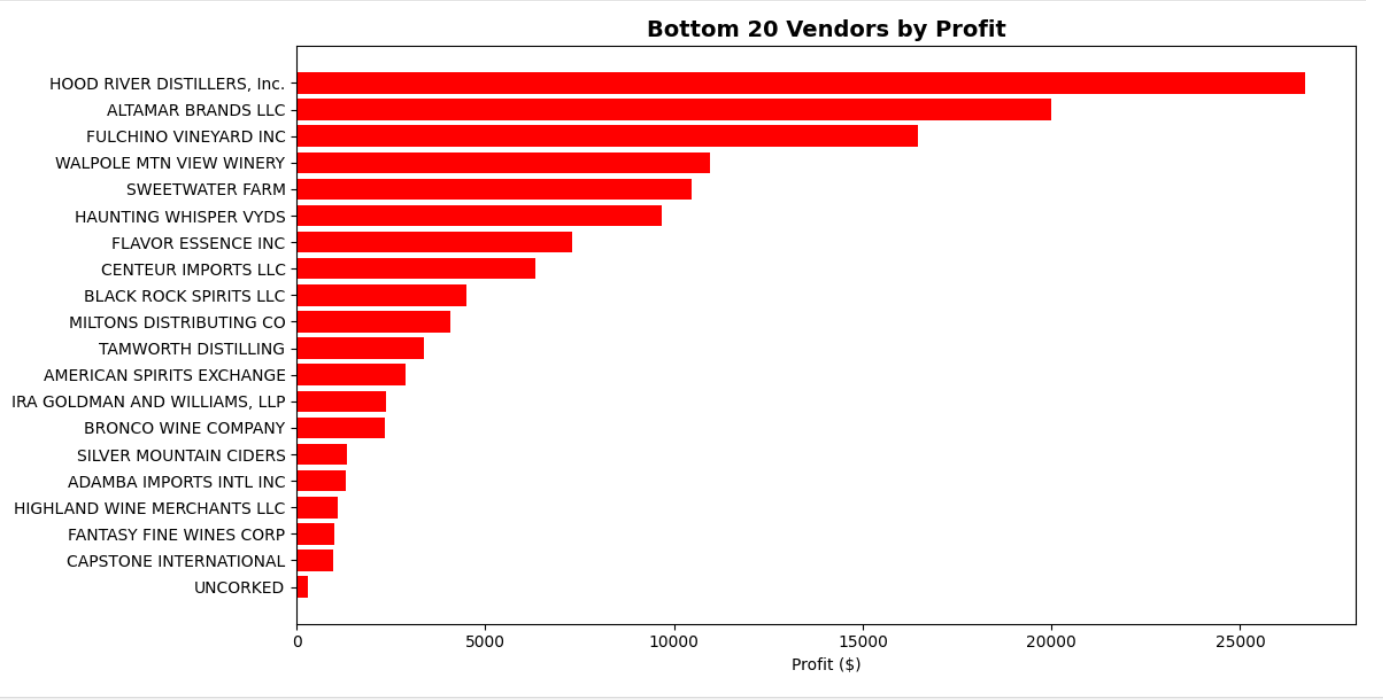 Bottom 20 Vendors by Profit
HOOD RIVER DISTILLERS, Inc.
ALTAMAR BRANDS LLC
FULCHINO VINEYARD INC
WALPOLE MTN VIEW WINERY
SWEETWATER FARM
HAUNTING WHISPER VYDS
FLAVOR ESSENCE INC
CENTEUR IMPORTS LLC
BLACK ROCK SPIRITS LLC
MILTONS DISTRIBUTING CO
TAMWORTH DISTILLING
AMERICAN SPIRITS EXCHANGE
IRA GOLDMAN AND WILLIAMS, LLP
BRONCO WINE COMPANY
SILVER MOUNTAIN CIDERS
ADAMBA IMPORTS INTL INC
HIGHLAND WINE MERCHANTS LLC
FANTASY FINE WINES CORP
CAPSTONE INTERNATIONAL
UNCORKED
0 5000 10000 15000 20000 25000
Profit ($)